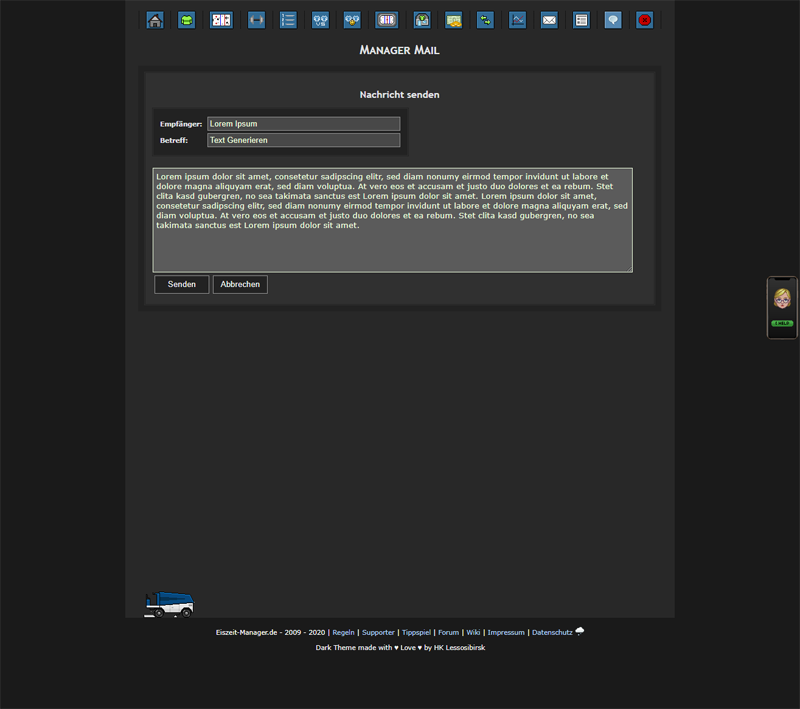 Manager Mail
Nachricht senden
Empfänger: Lorem Ipsum
Betreff: Text Generieren
Lorem ipsum dolor sit amet, consetetur sadipscing elitr, sed diam nonumy eirmod tempor invidunt ut labore et
dolore magna aliquyam erat, sed diam voluptua. At vero eos et accusam et justo duo dolores et ea rebum. Stet
clita kasd gubergren, no sea takimata sanctus est Lorem ipsum dolor sit amet. Lorem ipsum dolor sit amet,
consetetur sadipscing elitr, sed diam nonumy eirmod tempor invidunt ut labore et dolore magna aliquyam erat, sed
diam voluptua. At vero eos et accusam et justo duo dolores et ea rebum. Stet clita kasd gubergren, no sea
takimata sanctus est Lorem ipsum dolor sit amet.
Senden Abbrechen
Eiszeit-Manager.de - 2009 - 2020 | Regeln | Supporter | Tippspiel | Forum | Wiki | Impressum | Datenschutz
Dark Theme made with ♥ Love ♥ by HK Lessosibirsk